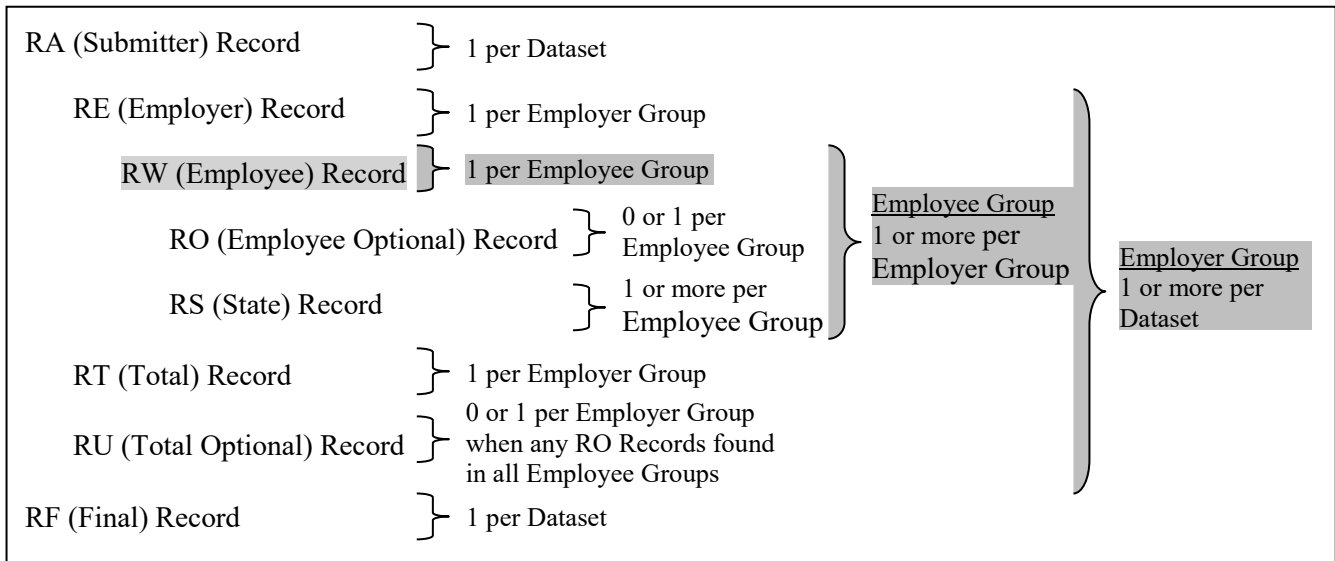 RA (Submitter) Record
1 per Dataset
RE (Employer) Record
1 per Employer Group
RW (Employee) Record
1 per Employee Group
RO (Employee Optional) Record
0 or 1 per
Employee Group
RS (State) Record
1 or more per
Employee Group
Employee Group
1 or more per
Employer Group
RT (Total) Record
1 per Employer Group
RU (Total Optional) Record
0 or 1 per Employer Group
when any RO Records found
in all Employee Groups
Employer Group
1 or more per
Dataset
RF (Final) Record
1 per Dataset